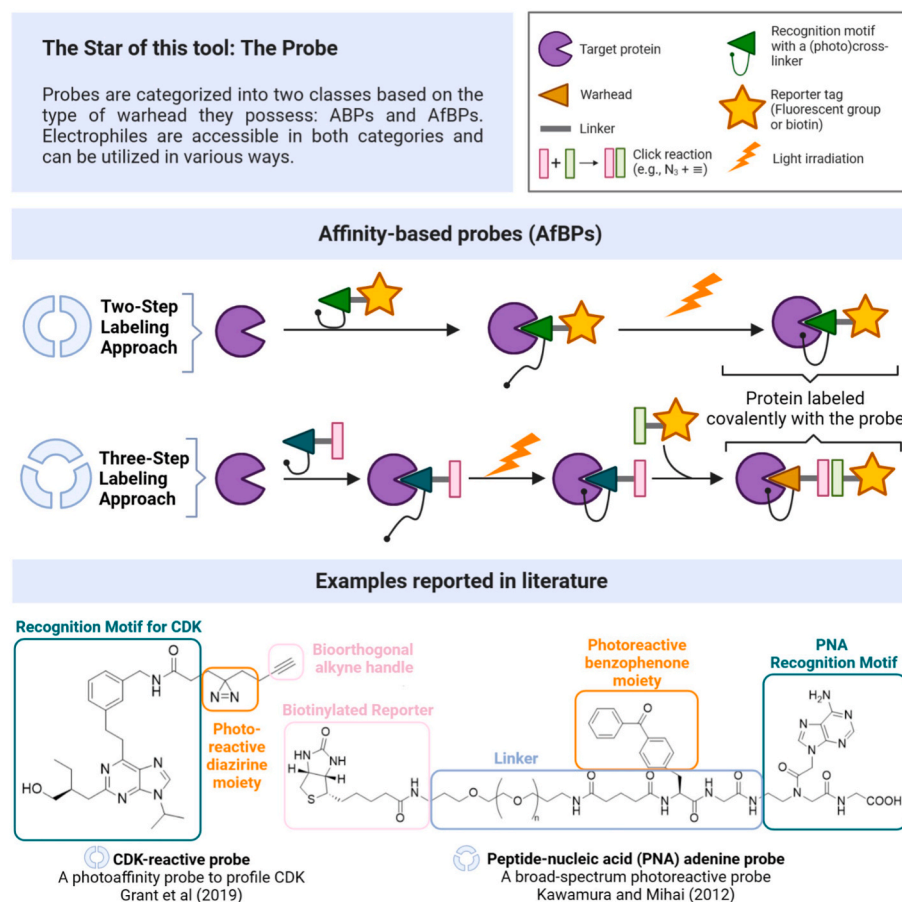 The Star of this tool: The Probe
Probes are categorized into two classes based on the
type of warhead they possess: ABPs and AfBPs.
Electrophiles are accessible in both categories and
can be utilized in various ways.
Target protein
Recognition motif
with a (photo)cross-
linker
Warhead
Reporter tag
(Fluorescent group
or biotin)
Linker
Click reaction
(e.g., N₃ + ≡)
Light irradiation
Affinity-based probes (AfBPs)
Two-Step
Labeling
Approach
Protein labeled
covalently with the probe
Three-Step
Labeling
Approach
Examples reported in literature
Recognition Motif for CDK
Bioorthogonal
alkyne handle
Photoreactive
benzophenone
moiety
PNA
Recognition Motif
Photo-
reactive
diazirine
moiety
Biotinylated Reporter
Linker
O
NH
N=N
HO
N
N
N
N
O
HN
NH
H
H
S
O
H
N
O
O
n
H
N
O
O
N
H
O
H
N
O
N
H
O
N
O
H
N
O
COOH
H₂N
N
N
N
N
CDK-reactive probe
A photoaffinity probe to profile CDK
Grant et al (2019)
Peptide-nucleic acid (PNA) adenine probe
A broad-spectrum photoreactive probe
Kawamura and Mihai (2012)